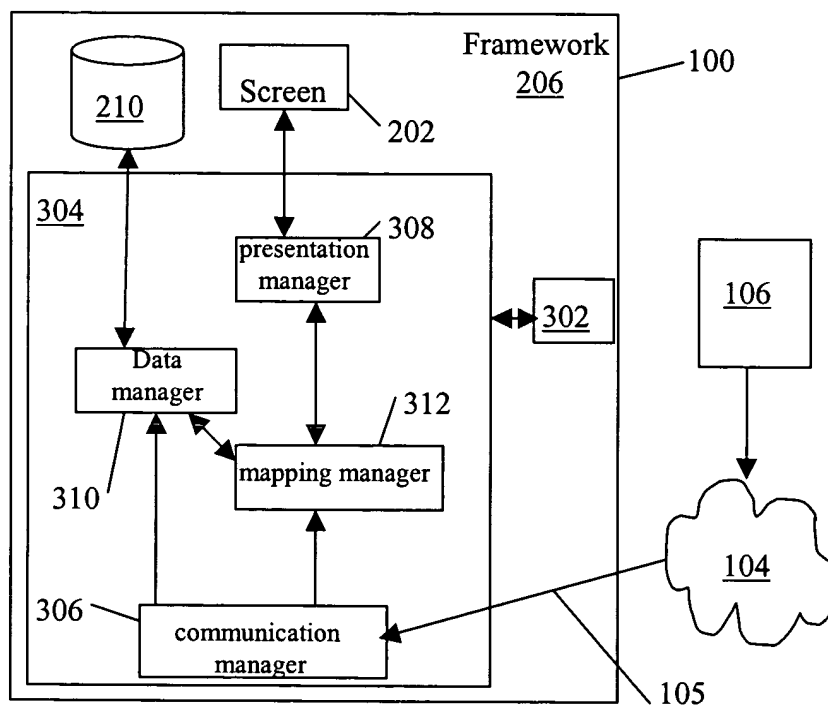 Framework
206
100
210
Screen
202
304
308
presentation
manager
302
106
Data
manager
312
mapping manager
310
104
306
communication
manager
105